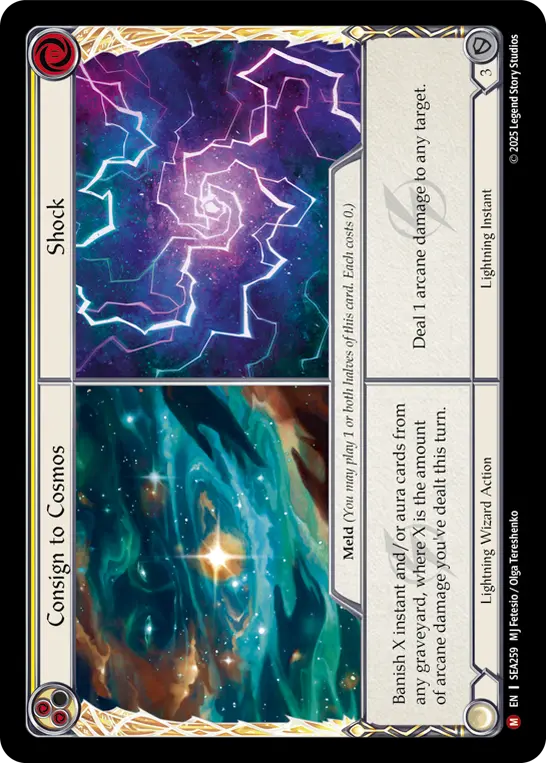 Consign to Cosmos
Shock
Meld (You may play 1 or both halves of this card. Each costs 0.)
Banish X instant and/or aura cards from
any graveyard, where X is the amount
of arcane damage you've dealt this turn.
Deal 1 arcane damage to any target.
3
Lightning Wizard Action
Lightning Instant
M EN SEA259 MJ Fetesio / Olga Tereshenko
© 2025 Legend Story Studios